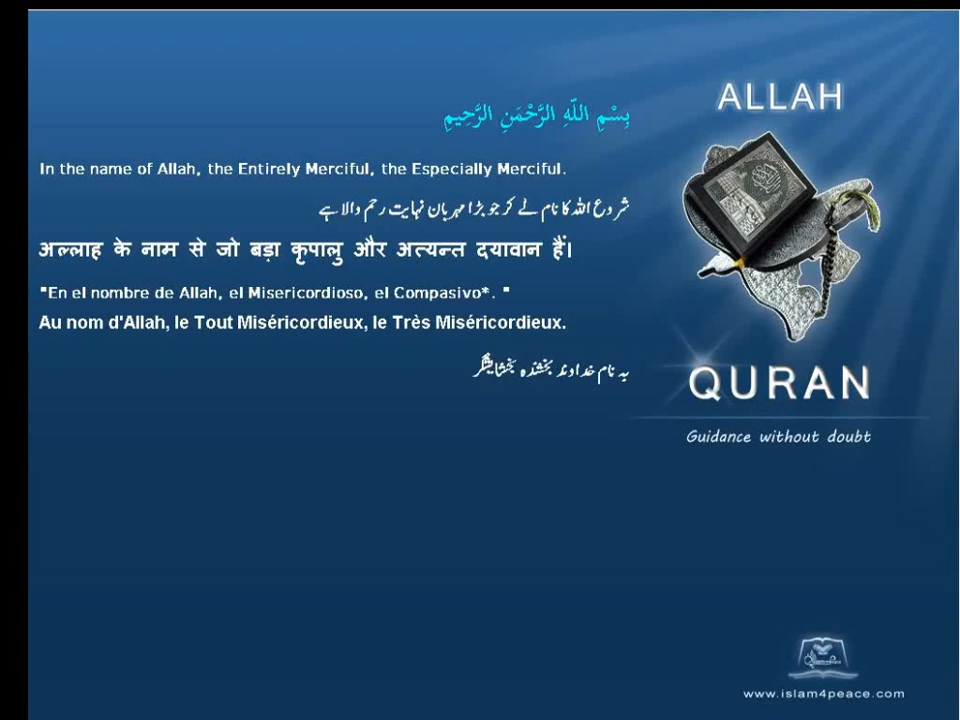 بِسْمِ اللَّهِ الرَّحْمَنِ الرَّحِيمِ
In the name of Allah, the Entirely Merciful, the Especially Merciful.
شروع اللہ کا نام لے کر جو بڑا مہربان نہایت رحم والا ہے
अल्लाह के नाम से जो बड़ा कृपालु और अत्यन्त दयावान हैं।
"En el nombre de Allah, el Misericordioso, el Compasivo*. "
Au nom d'Allah, le Tout Miséricordieux, le Très Miséricordieux.
به نام خداوند بخشنده بخشایشگر
ALLAH
QURAN
Guidance without doubt
www.islam4peace.com